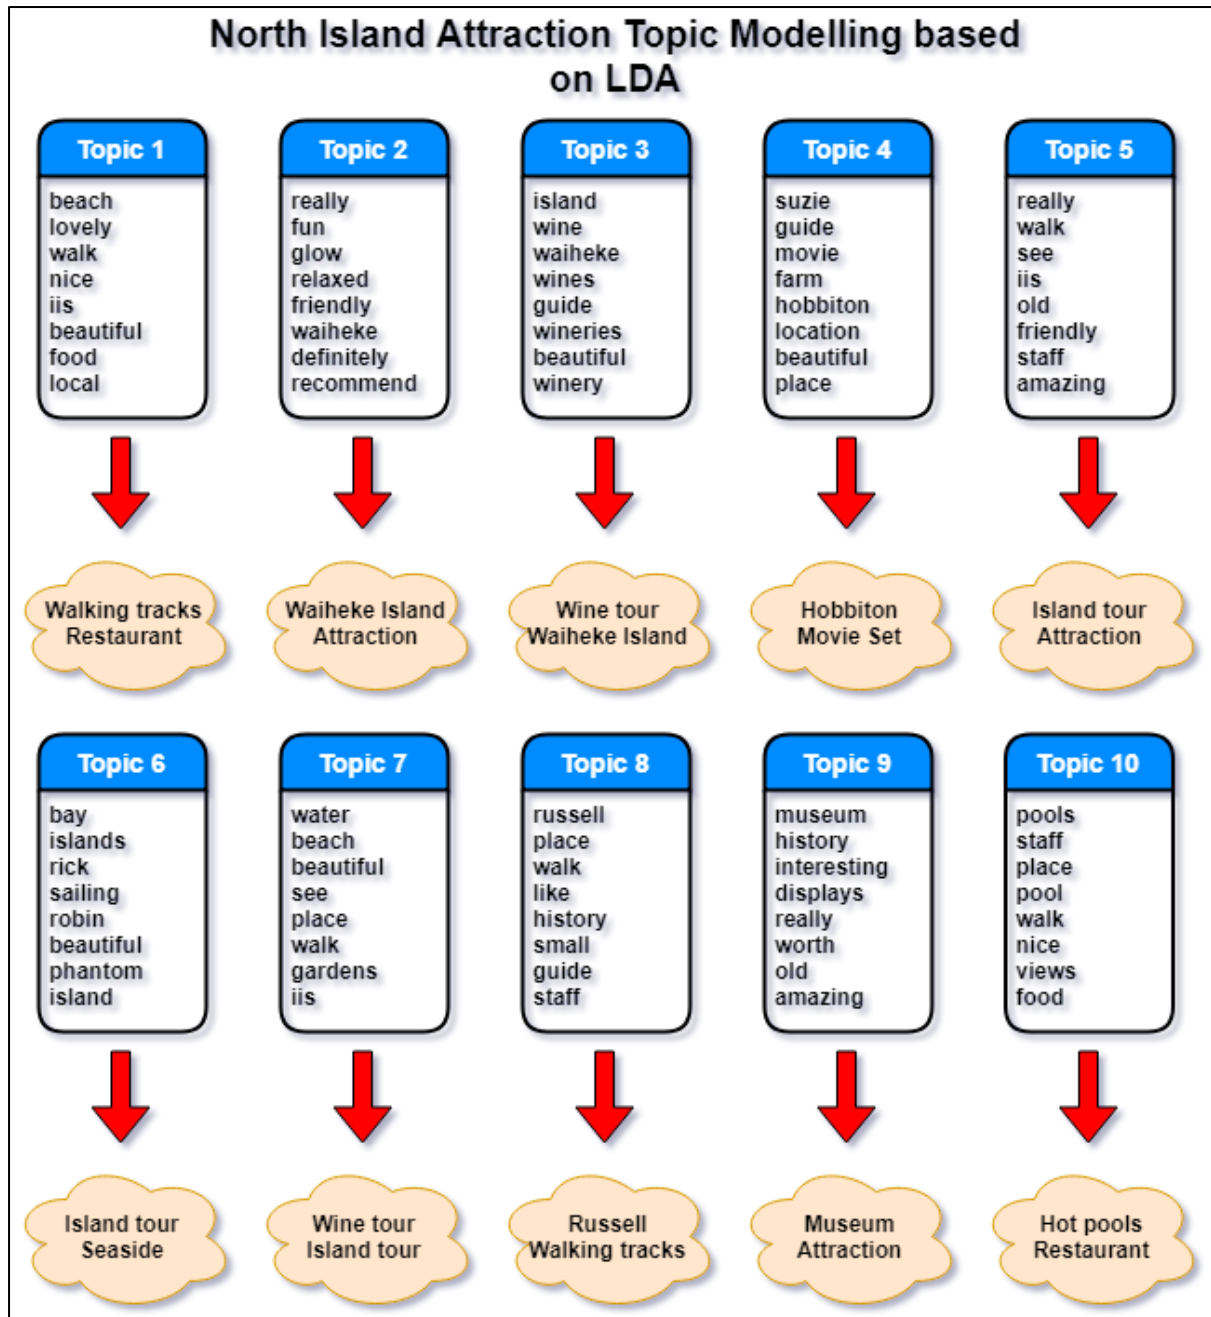 North Island Attraction Topic Modelling based
on LDA
Topic 1
beach
lovely
walk
nice
iis
beautiful
food
local
Walking tracks
Restaurant
Topic 2
really
fun
glow
relaxed
friendly
waiheke
definitely
recommend
Waiheke Island
Attraction
Topic 3
island
wine
waiheke
wines
guide
wineries
beautiful
winery
Wine tour
Waiheke Island
Topic 4
suzie
guide
movie
farm
hobbiton
location
beautiful
place
Hobbiton
Movie Set
Topic 5
really
walk
see
iis
old
friendly
staff
amazing
Island tour
Attraction
Topic 6
bay
islands
rick
sailing
robin
beautiful
phantom
island
Island tour
Seaside
Topic 7
water
beach
beautiful
see
place
walk
gardens
iis
Wine tour
Island tour
Topic 8
russell
place
walk
like
history
small
guide
staff
Russell
Walking tracks
Topic 9
museum
history
interesting
displays
really
worth
old
amazing
Museum
Attraction
Topic 10
pools
staff
place
pool
walk
nice
views
food
Hot pools
Restaurant